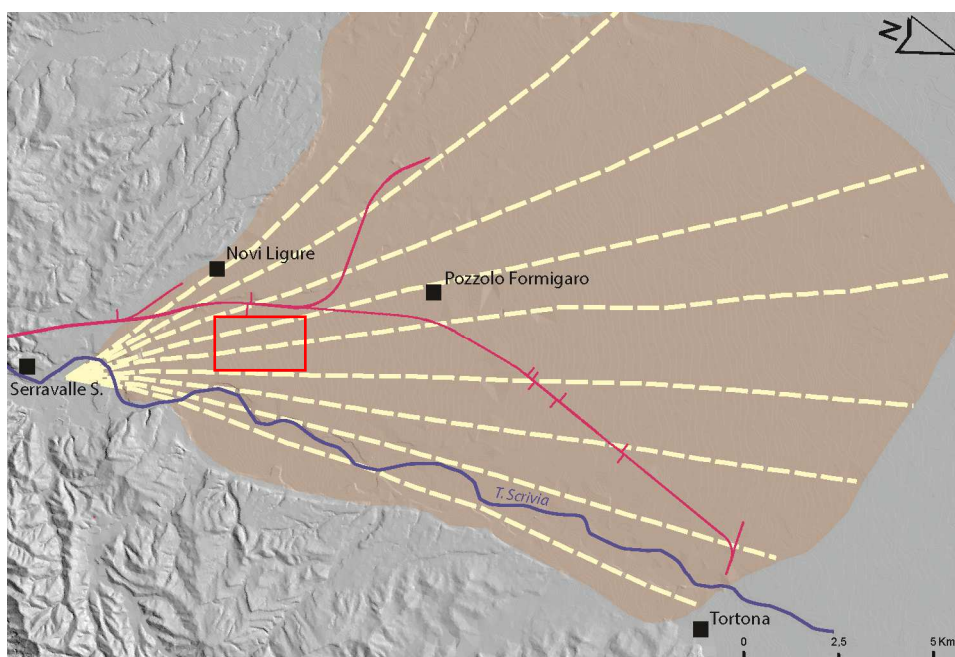 N
Novi Ligure
Pozzolo Formigaro
Serravalle S.
T. Scrivia
Tortona
0 2,5 5 Km